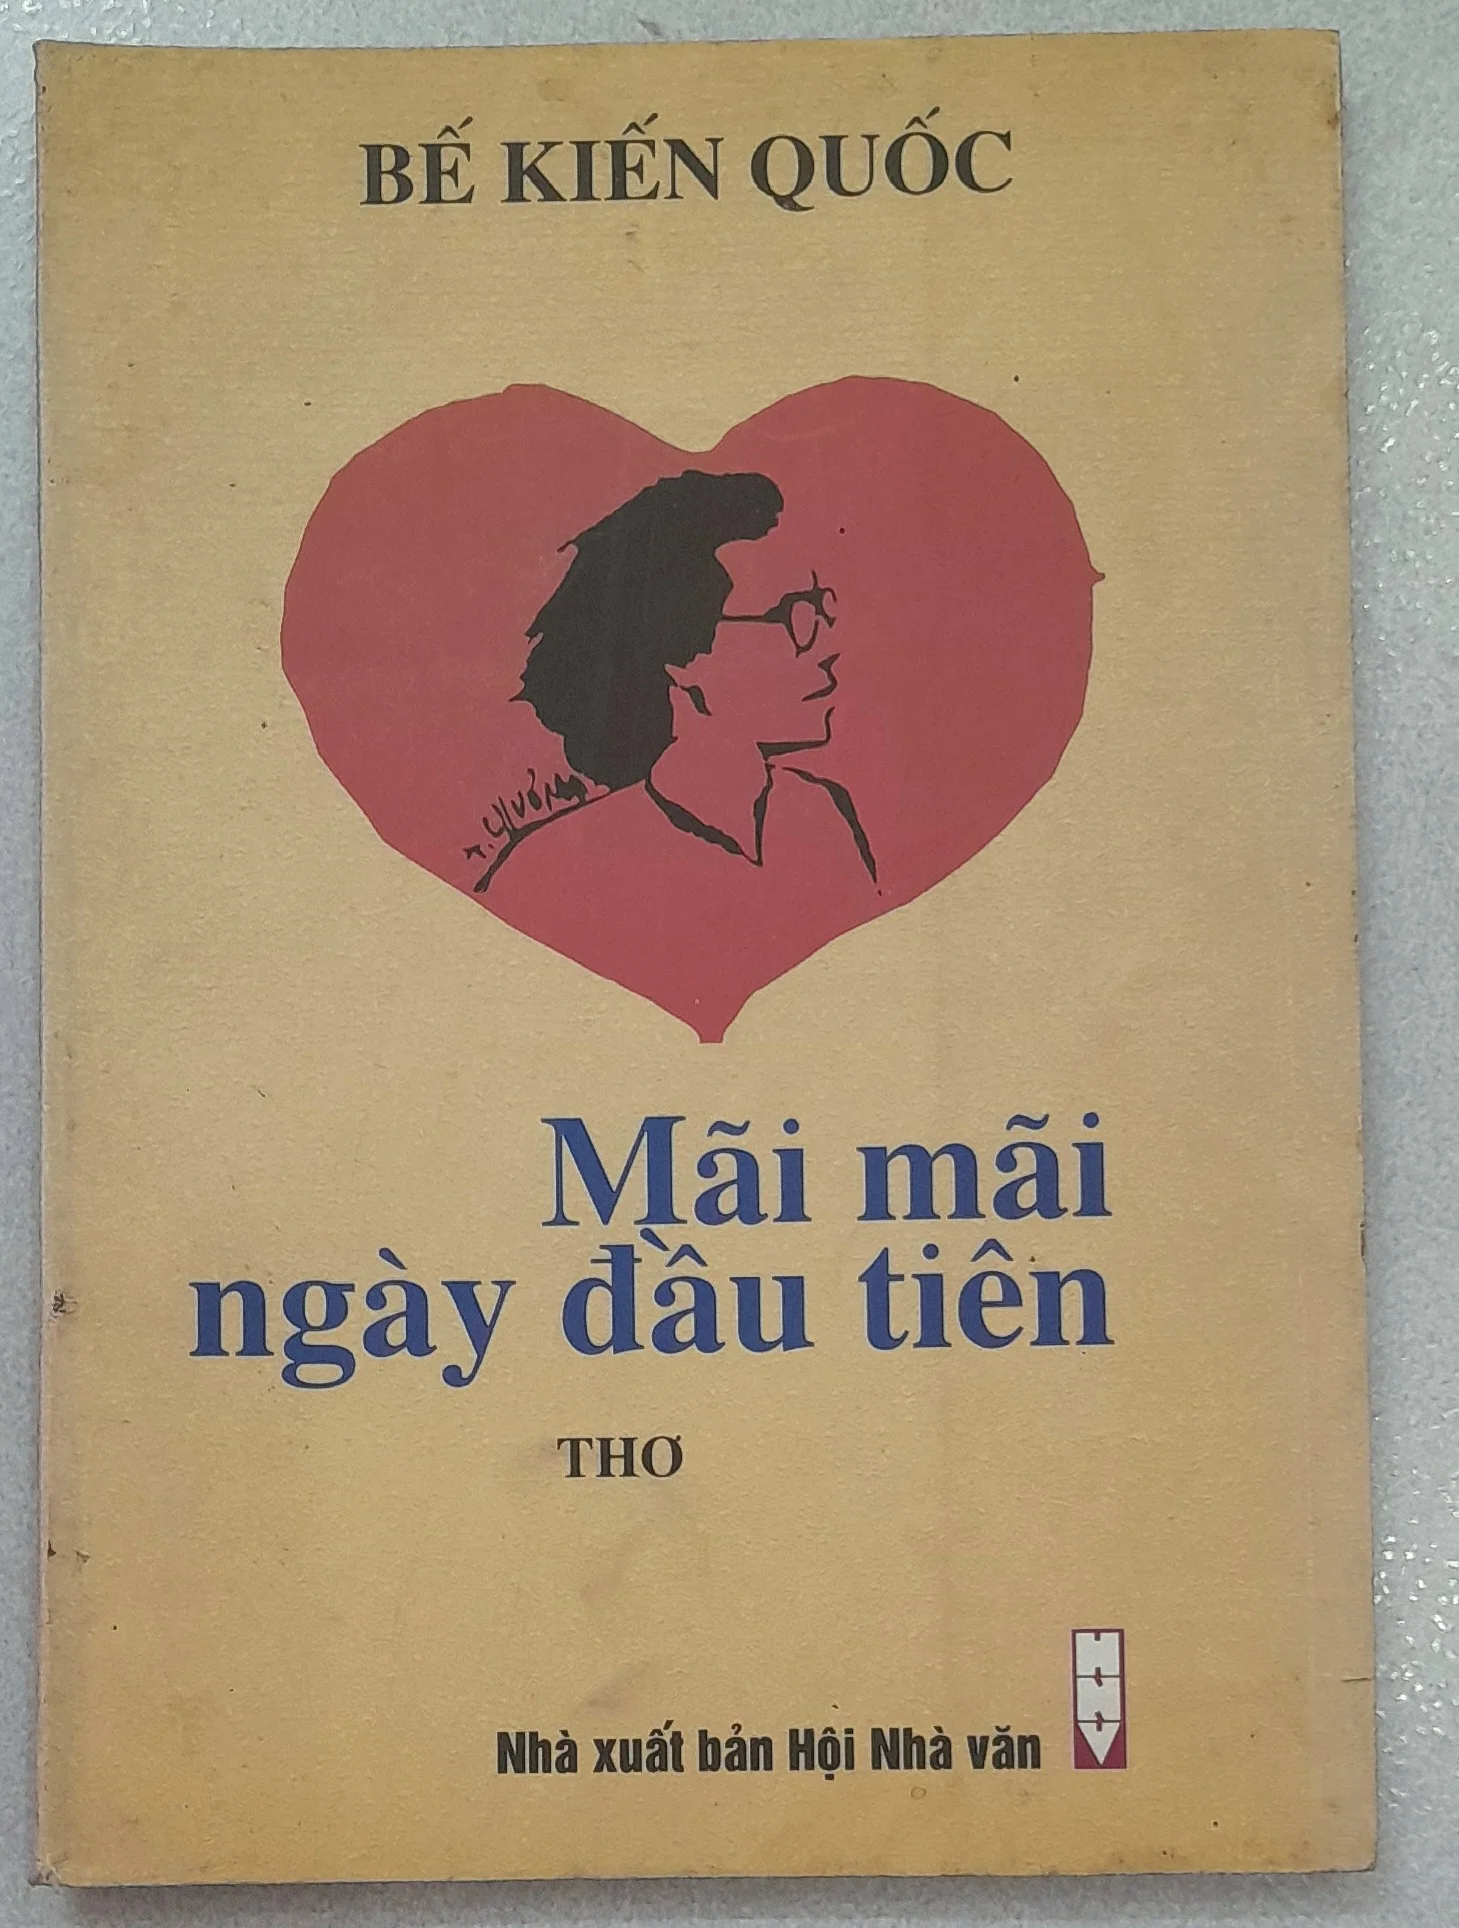 BẾ KIẾN QUỐC
Mãi mãi
ngày đầu tiên
THƠ
Nhà xuất bản Hội Nhà văn